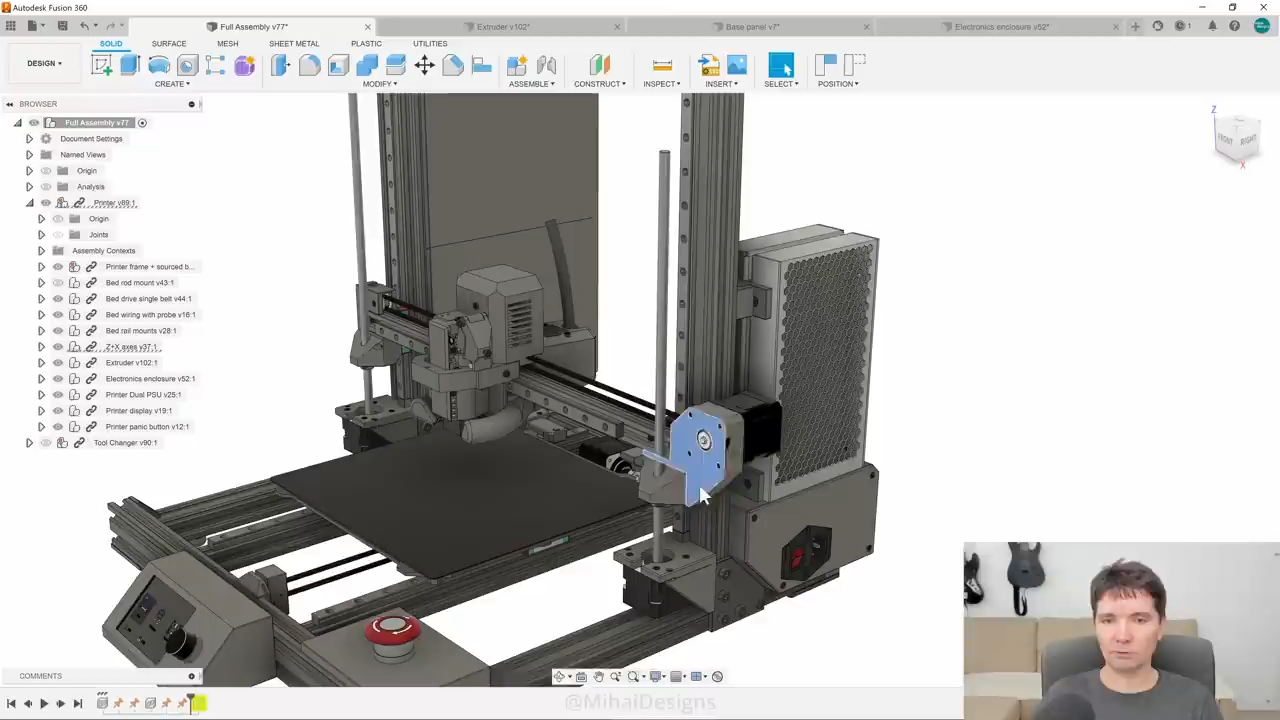 Autodesk Fusion 360
Full Assembly v77*
Extruder v102*
Base panel v7*
Electronics enclosure v52*
1
DESIGN
SOLID
SURFACE
MESH
SHEET METAL
PLASTIC
UTILITIES
CREATE
MODIFY
ASSEMBLE
CONSTRUCT
INSPECT
INSERT
SELECT
POSITION
BROWSER
Full Assembly v77
Document Settings
Named Views
Origin
Analysis
Printer v89:1
Origin
Joints
Assembly Contexts
Printer frame + sourced b...
Bed rod mount v43:1
Bed drive single belt v44:1
Bed wiring with probe v16:1
Bed rail mounts v28:1
Z+X axes v37:1
Extruder v102:1
Electronics enclosure v52:1
Printer Dual PSU v25:1
Printer display v19:1
Printer panic button v12:1
Tool Changer v90:1
Z
FRONT
RIGHT
X
COMMENTS
@MihaiDesigns